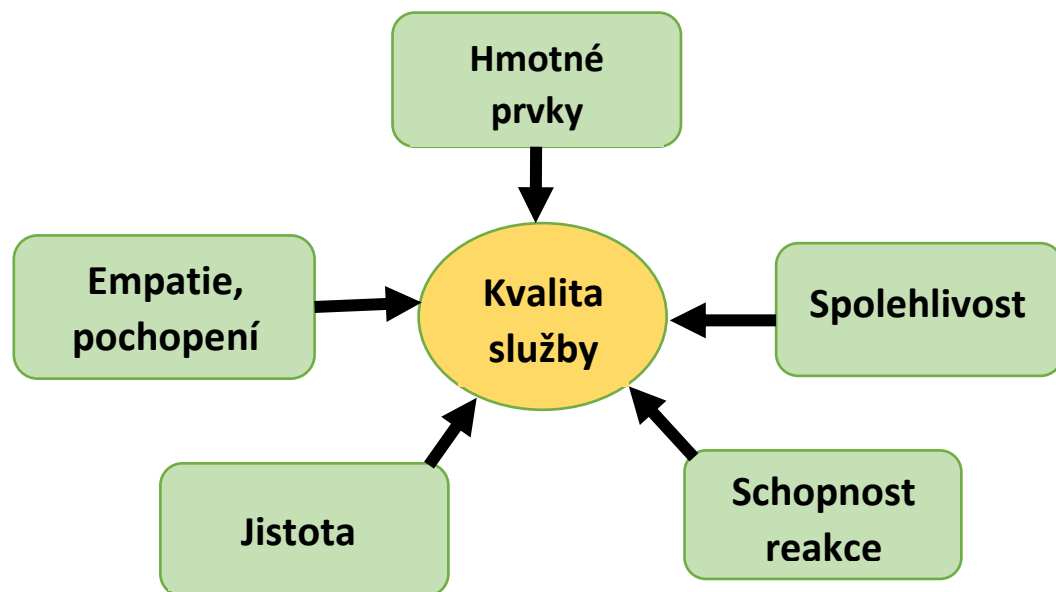 Hmotné
prvky
Empatie,
pochopení
Kvalita
služby
Spolehlivost
Jistota
Schopnost
reakce